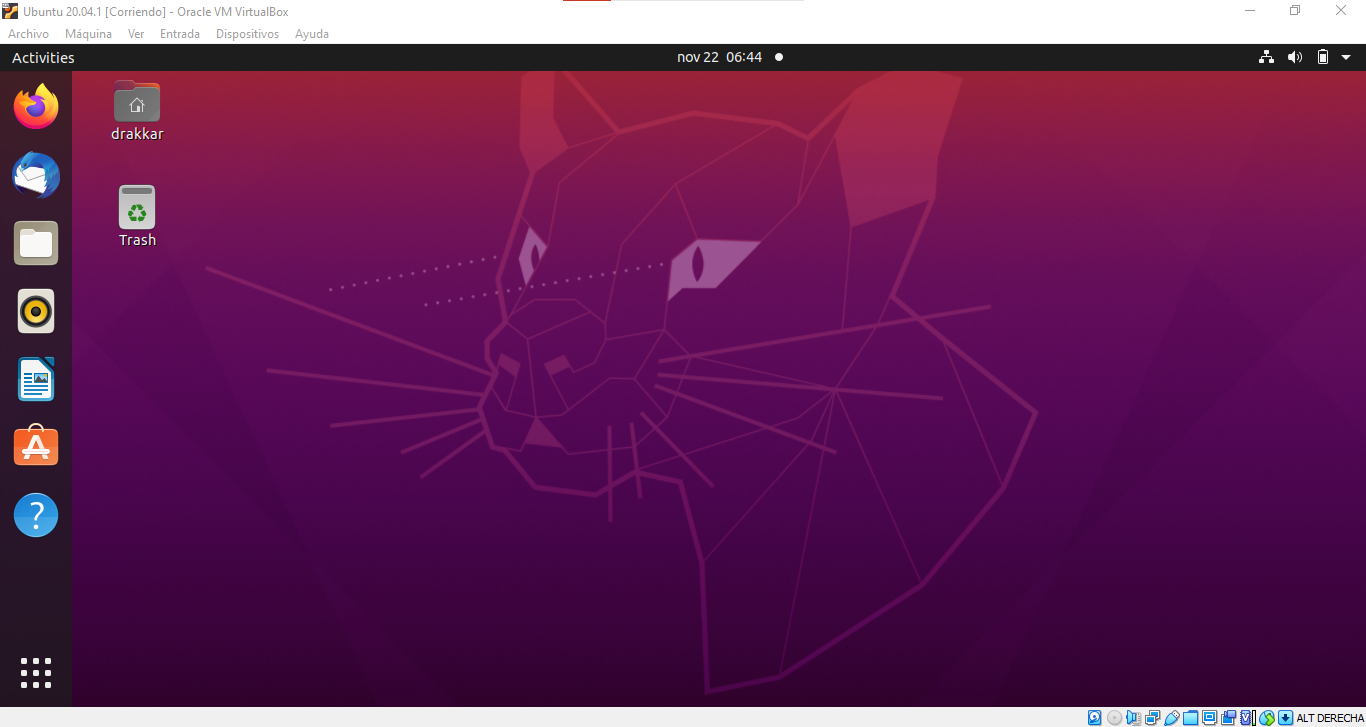 Ubuntu 20.04.1 [Corriendo] - Oracle VM VirtualBox
Archivo Máquina Ver Entrada Dispositivos Ayuda
Activities nov 22 06:44
drakkar
Trash
ALT DERECHA